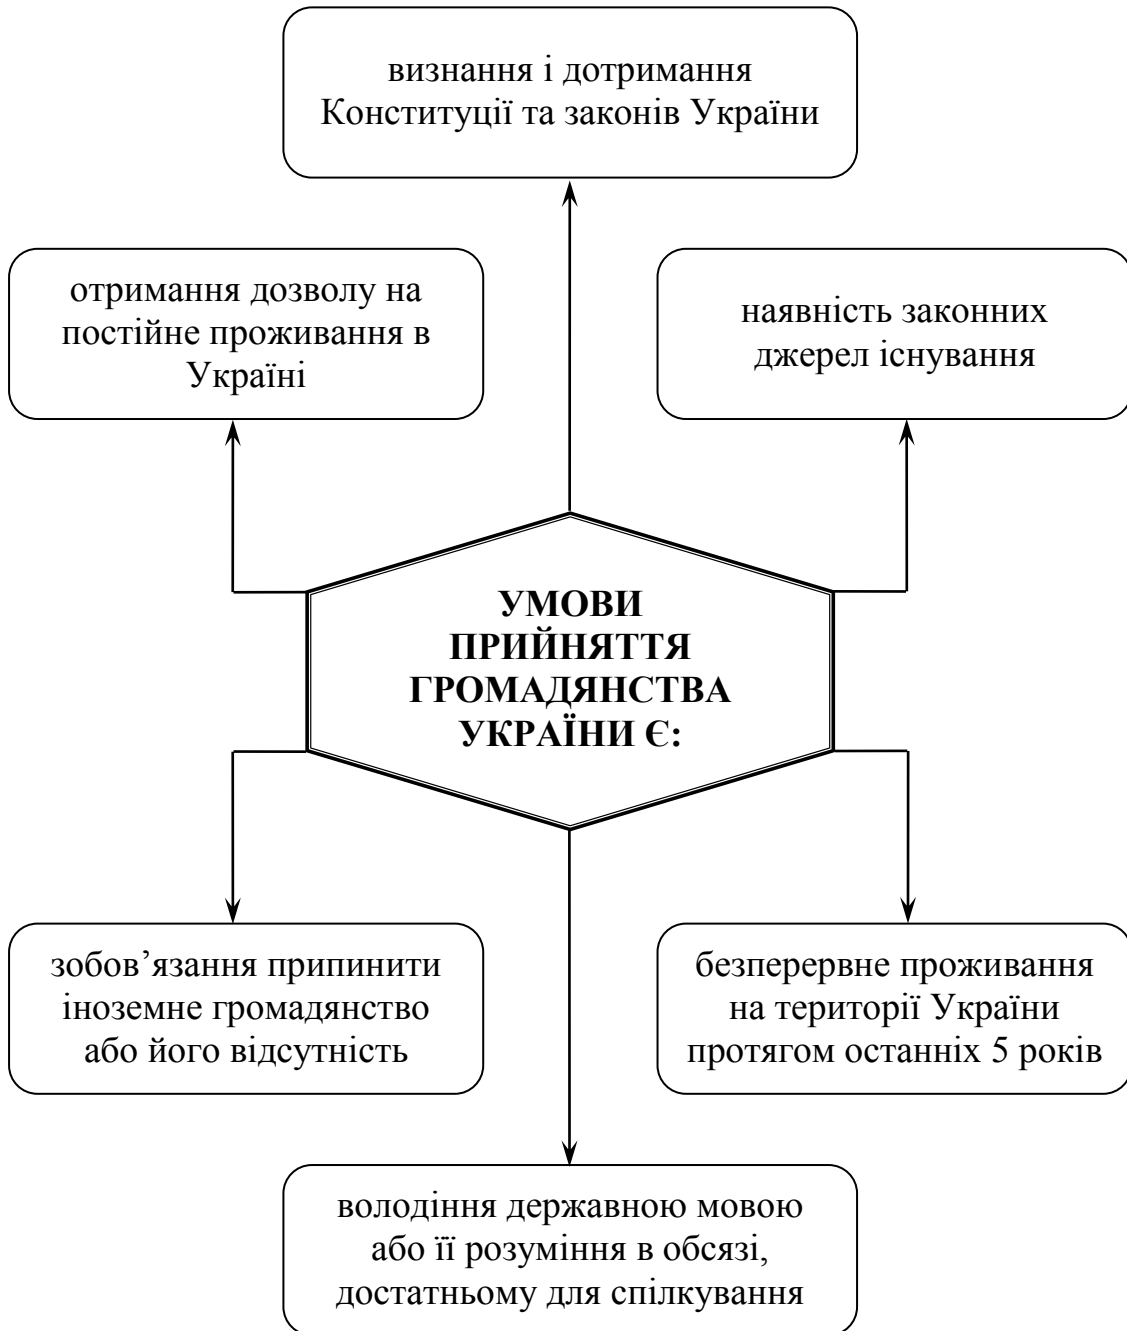 визнання і дотримання
Конституції та законів України
отримання дозволу на
постійне проживання в
Україні
наявність законних
джерел існування
УМОВИ
ПРИЙНЯТТЯ
ГРОМАДЯНСТВА
УКРАЇНИ Є:
зобов’язання припинити
іноземне громадянство
або його відсутність
безперервне проживання
на території України
протягом останніх 5 років
володіння державною мовою
або її розуміння в обсязі,
достатньому для спілкування